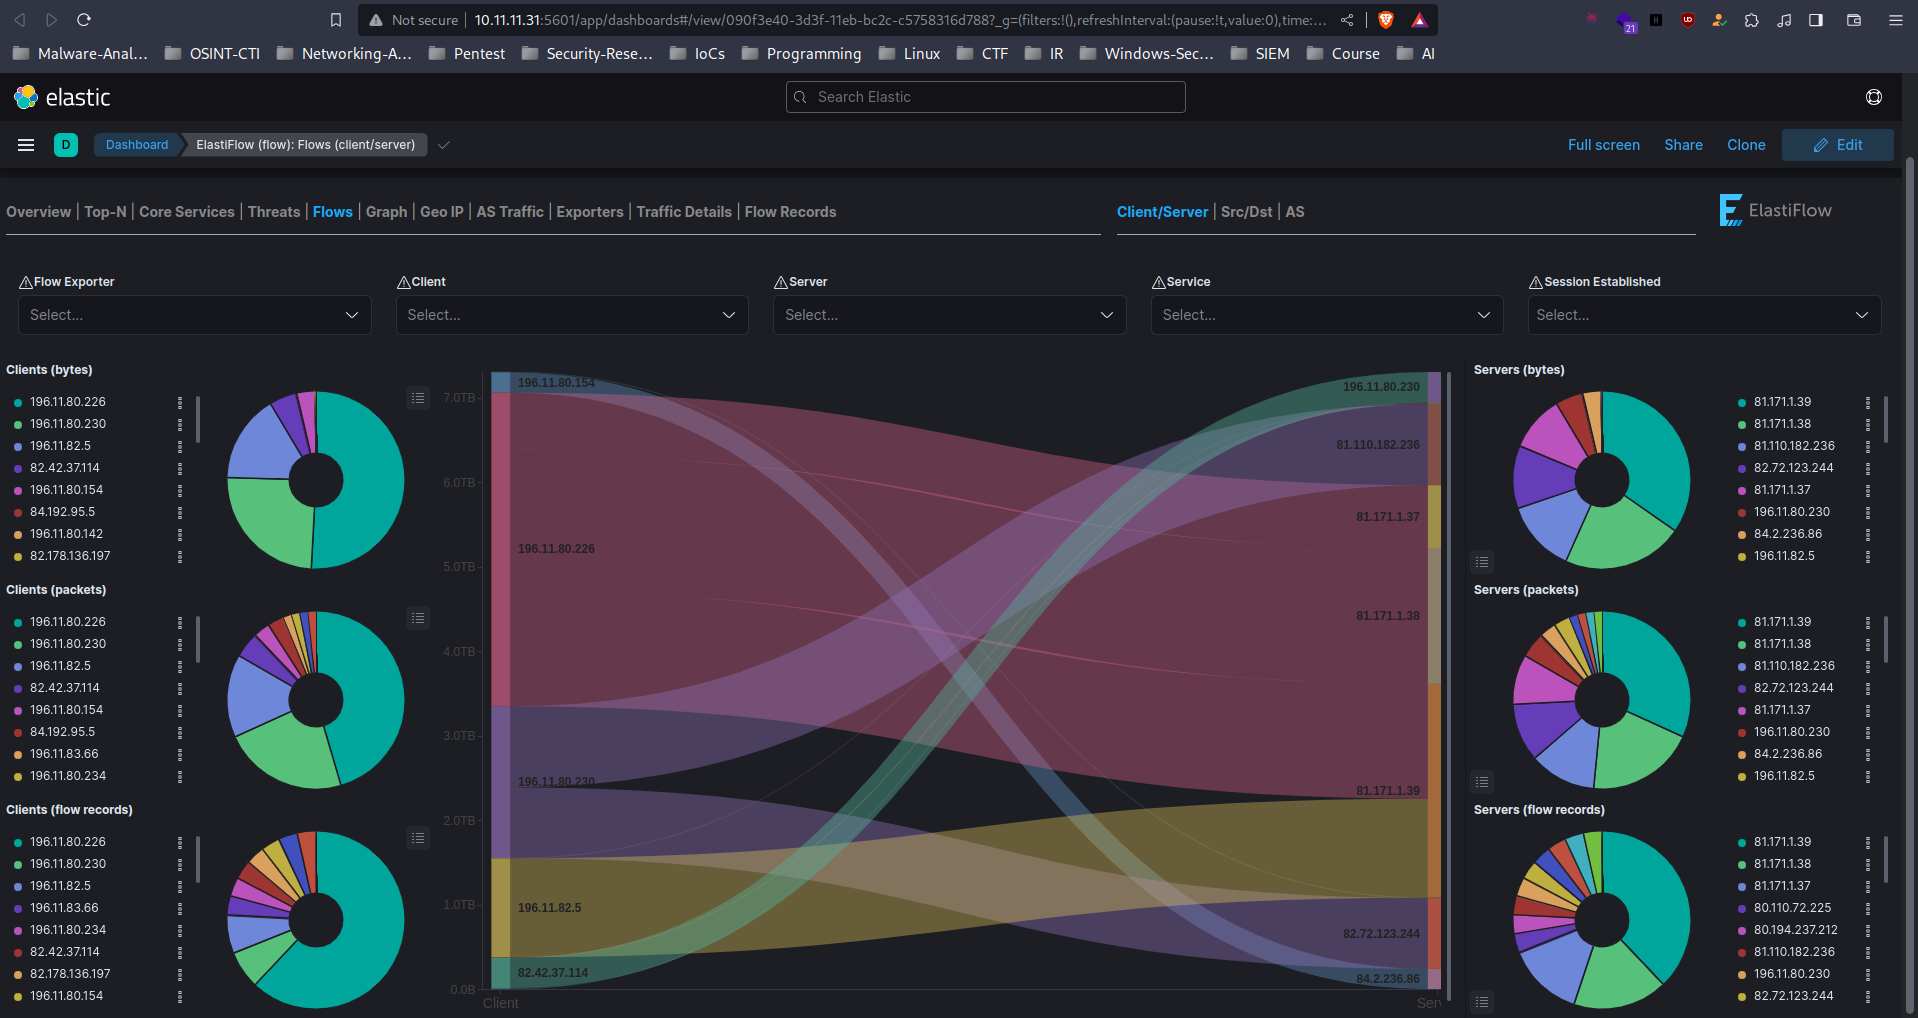 Not secure 10.11.11.31:5601/app/dashboards#/view/090f3e40-3d3f-11eb-bc2c-c5758316d788?_g=(filters:!(),refreshInterval:(pause:!t,value:0),time:...
21
Malware-Anal... OSINT-CTI Networking-A... Pentest Security-Rese... IoCs Programming Linux CTF IR Windows-Sec... SIEM Course AI
elastic
Search Elastic
D Dashboard ElastiFlow (flow): Flows (client/server) Full screen Share Clone Edit
Overview | Top-N | Core Services | Threats | Flows | Graph | Geo IP | AS Traffic | Exporters | Traffic Details | Flow Records
Client/Server | Src/Dst | AS
ElastiFlow
Flow Exporter
Select...
Client
Select...
Server
Select...
Service
Select...
Session Established
Select...
Clients (bytes)
196.11.80.226
196.11.80.230
196.11.82.5
82.42.37.114
196.11.80.154
84.192.95.5
196.11.80.142
82.178.136.197
Clients (packets)
196.11.80.226
196.11.80.230
196.11.82.5
82.42.37.114
196.11.80.154
84.192.95.5
196.11.83.66
196.11.80.234
Clients (flow records)
196.11.80.226
196.11.80.230
196.11.82.5
196.11.83.66
196.11.80.234
82.42.37.114
82.178.136.197
196.11.80.154
7.0TB
6.0TB
5.0TB
4.0TB
3.0TB
2.0TB
1.0TB
0.0B
196.11.80.154
196.11.80.226
196.11.80.230
196.11.82.5
82.42.37.114
Client
196.11.80.230
81.110.182.236
81.171.1.37
81.171.1.38
81.171.1.39
82.72.123.244
84.2.236.86
Serv
Servers (bytes)
81.171.1.39
81.171.1.38
81.110.182.236
82.72.123.244
81.171.1.37
196.11.80.230
84.2.236.86
196.11.82.5
Servers (packets)
81.171.1.39
81.171.1.38
81.110.182.236
82.72.123.244
81.171.1.37
196.11.80.230
84.2.236.86
196.11.82.5
Servers (flow records)
81.171.1.39
81.171.1.38
81.171.1.37
80.110.72.225
80.194.237.212
81.110.182.236
196.11.80.230
82.72.123.244